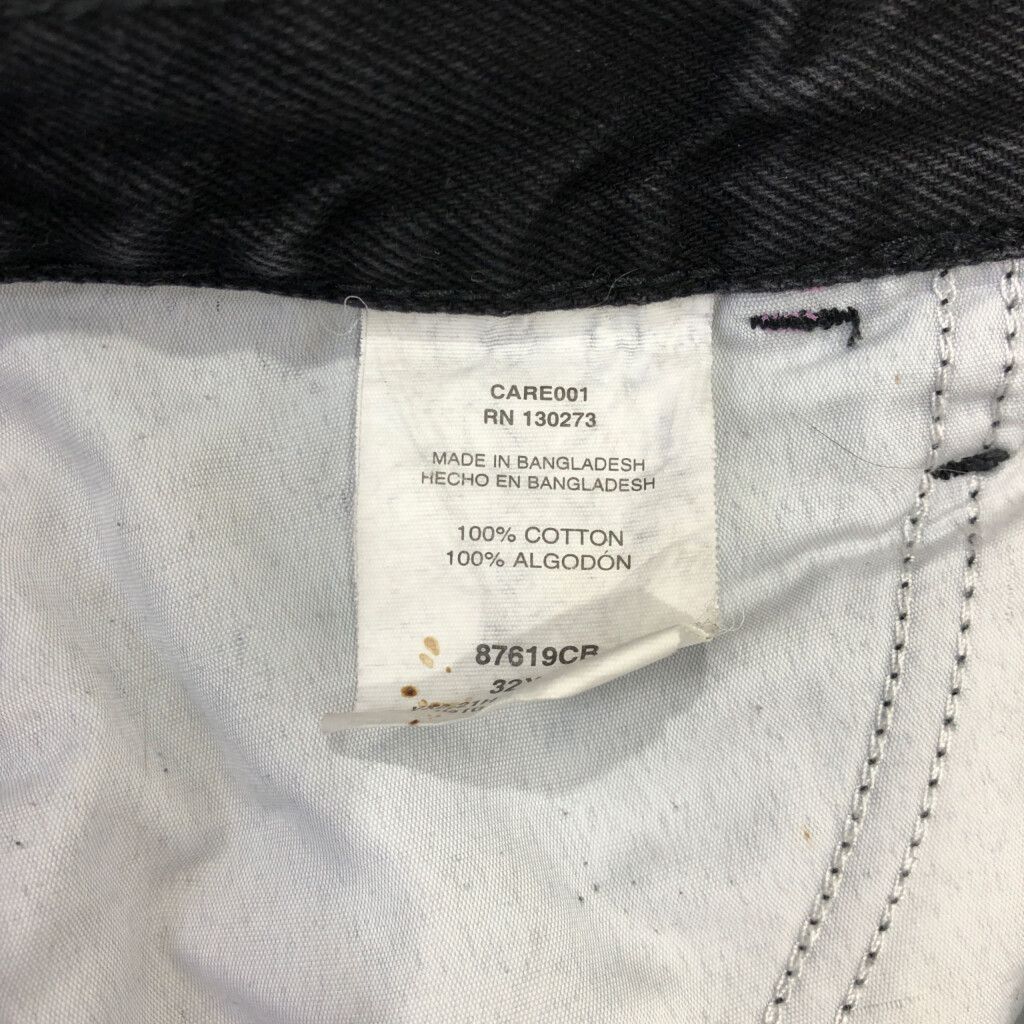 CARE001
RN 130273
MADE IN BANGLADESH
HECHO EN BANGLADESH
100% COTTON
100% ALGODÓN
87619CB